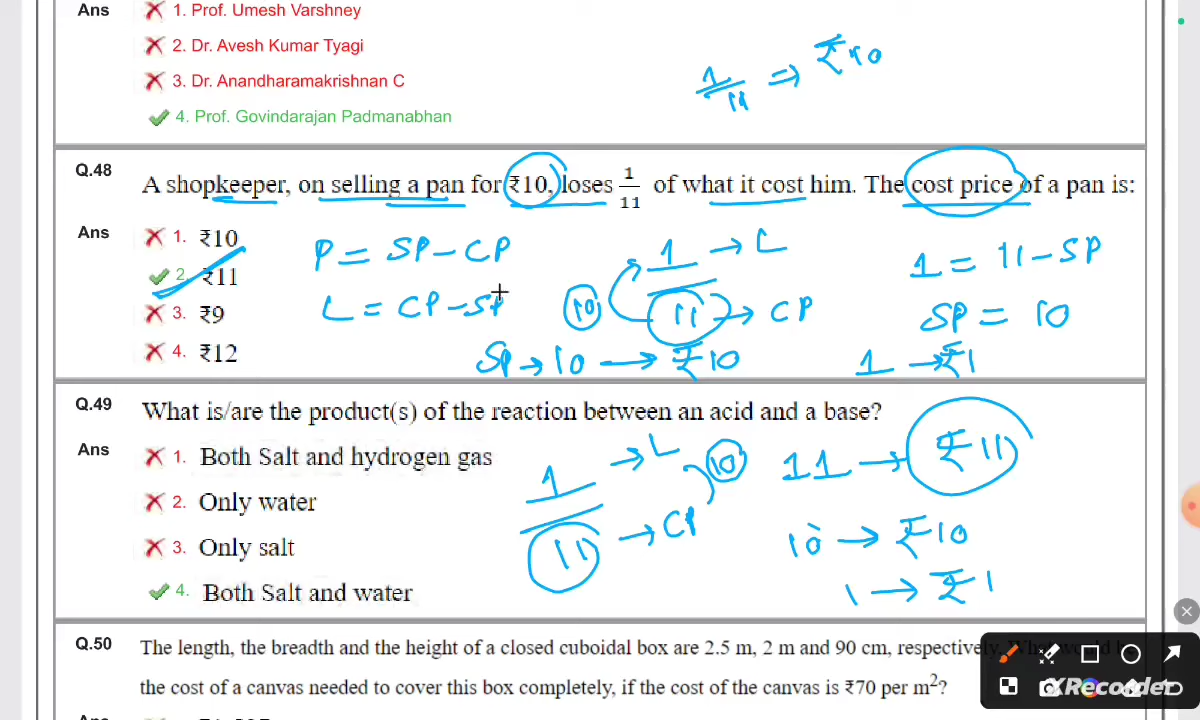 Ans
1. Prof. Umesh Varshney
2. Dr. Avesh Kumar Tyagi
3. Dr. Anandharamakrishnan C
4. Prof. Govindarajan Padmanabhan
1/11 ⇒ ₹10
Q.48
A shopkeeper, on selling a pan for ₹10, loses 1/11 of what it cost him. The cost price of a pan is:
Ans
1. ₹10
2. ₹11
3. ₹9
4. ₹12
P = SP - CP
L = CP - SP
1 → L
10
11 → CP
1 = 11 - SP
SP = 10
SP → 10 → ₹10
1 → ₹1
Q.49
What is/are the product(s) of the reaction between an acid and a base?
Ans
1. Both Salt and hydrogen gas
2. Only water
3. Only salt
4. Both Salt and water
1 → L
10
11 → CP
11 → ₹11
10 → ₹10
1 → ₹1
Q.50
The length, the breadth and the height of a closed cuboidal box are 2.5 m, 2 m and 90 cm, respectively.
the cost of a canvas needed to cover this box completely, if the cost of the canvas is ₹70 per m²?
Ans
XRecorder